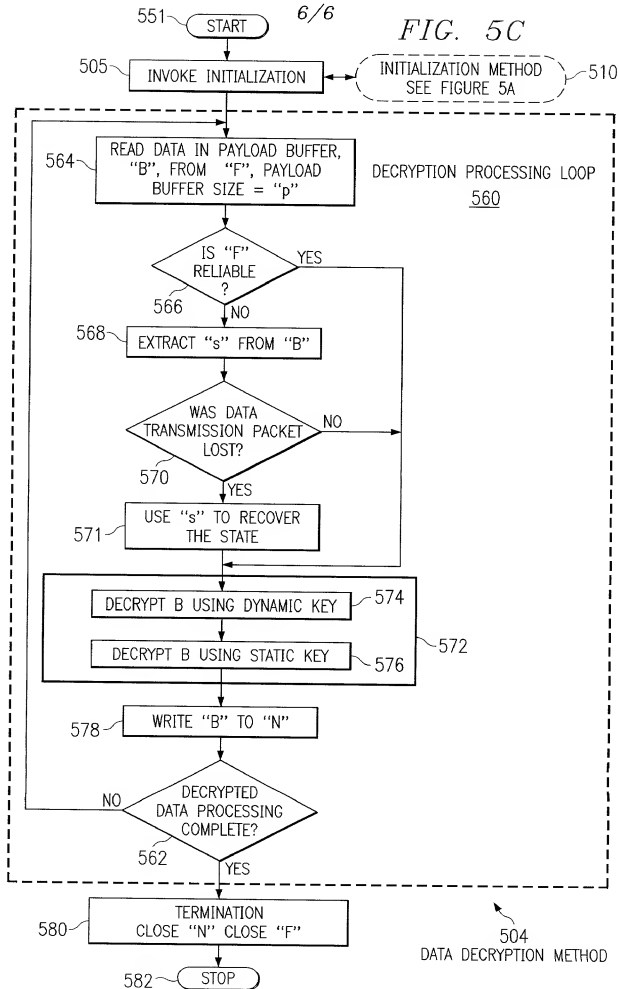 6/6
FIG. 5C
551
START
505
INVOKE INITIALIZATION
INITIALIZATION METHOD
SEE FIGURE 5A
510
564
READ DATA IN PAYLOAD BUFFER,
“B”, FROM “F”, PAYLOAD
BUFFER SIZE = “p”
DECRYPTION PROCESSING LOOP
560
IS “F”
RELIABLE
?
YES
566
NO
568
EXTRACT “s” FROM “B”
WAS DATA
TRANSMISSION PACKET
LOST?
NO
570
YES
571
USE “s” TO RECOVER
THE STATE
DECRYPT B USING DYNAMIC KEY
574
572
DECRYPT B USING STATIC KEY
576
578
WRITE “B” TO “N”
NO
DECRYPTED
DATA PROCESSING
COMPLETE?
562
YES
580
TERMINATION
CLOSE “N” CLOSE “F”
504
DATA DECRYPTION METHOD
582
STOP